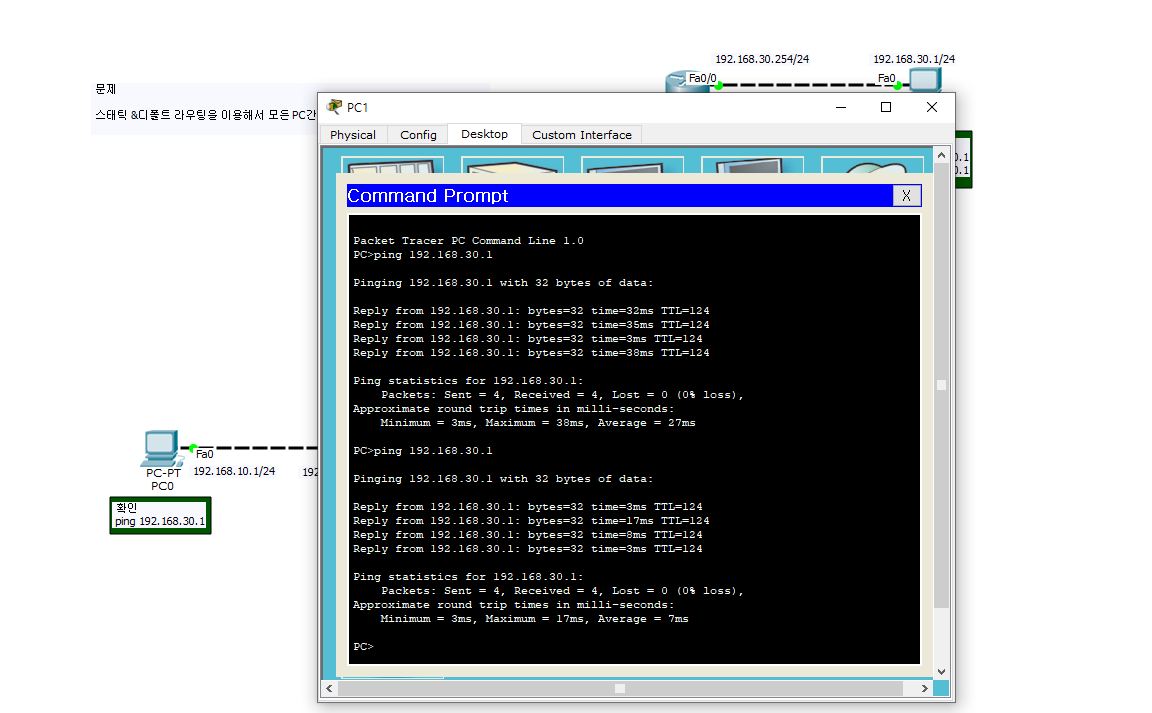 192.168.30.254/24
192.168.30.1/24
Fa0/0
Fa0
문제
스태틱 &디폴트 라우팅을 이용해서 모든PC간
PC1
Physical
Config
Desktop
Custom Interface
0.1
0.1
Command Prompt
X
Packet Tracer PC Command Line 1.0
PC>ping 192.168.30.1
Pinging 192.168.30.1 with 32 bytes of data:
Reply from 192.168.30.1: bytes=32 time=32ms TTL=124
Reply from 192.168.30.1: bytes=32 time=35ms TTL=124
Reply from 192.168.30.1: bytes=32 time=3ms TTL=124
Reply from 192.168.30.1: bytes=32 time=38ms TTL=124
Ping statistics for 192.168.30.1:
Packets: Sent = 4, Received = 4, Lost = 0 (0% loss),
Approximate round trip times in milli-seconds:
Minimum = 3ms, Maximum = 38ms, Average = 27ms
PC>ping 192.168.30.1
Pinging 192.168.30.1 with 32 bytes of data:
Reply from 192.168.30.1: bytes=32 time=3ms TTL=124
Reply from 192.168.30.1: bytes=32 time=17ms TTL=124
Reply from 192.168.30.1: bytes=32 time=8ms TTL=124
Reply from 192.168.30.1: bytes=32 time=3ms TTL=124
Ping statistics for 192.168.30.1:
Packets: Sent = 4, Received = 4, Lost = 0 (0% loss),
Approximate round trip times in milli-seconds:
Minimum = 3ms, Maximum = 17ms, Average = 7ms
PC>
Fa0
192.168.10.1/24
192
PC-PT
PC0
확인
ping 192.168.30.1